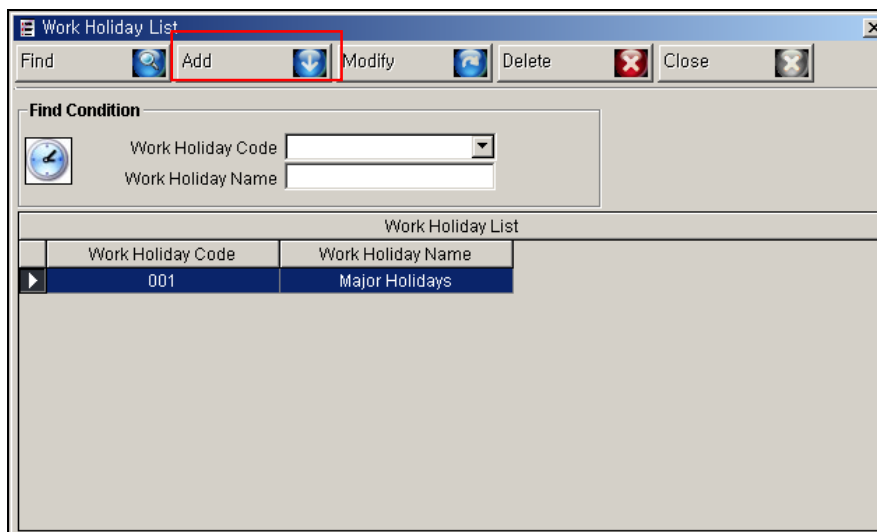 Work Holiday List
Find Add Modify Delete Close
Find Condition
Work Holiday Code
Work Holiday Name
Work Holiday List
Work Holiday Code Work Holiday Name
001 Major Holidays